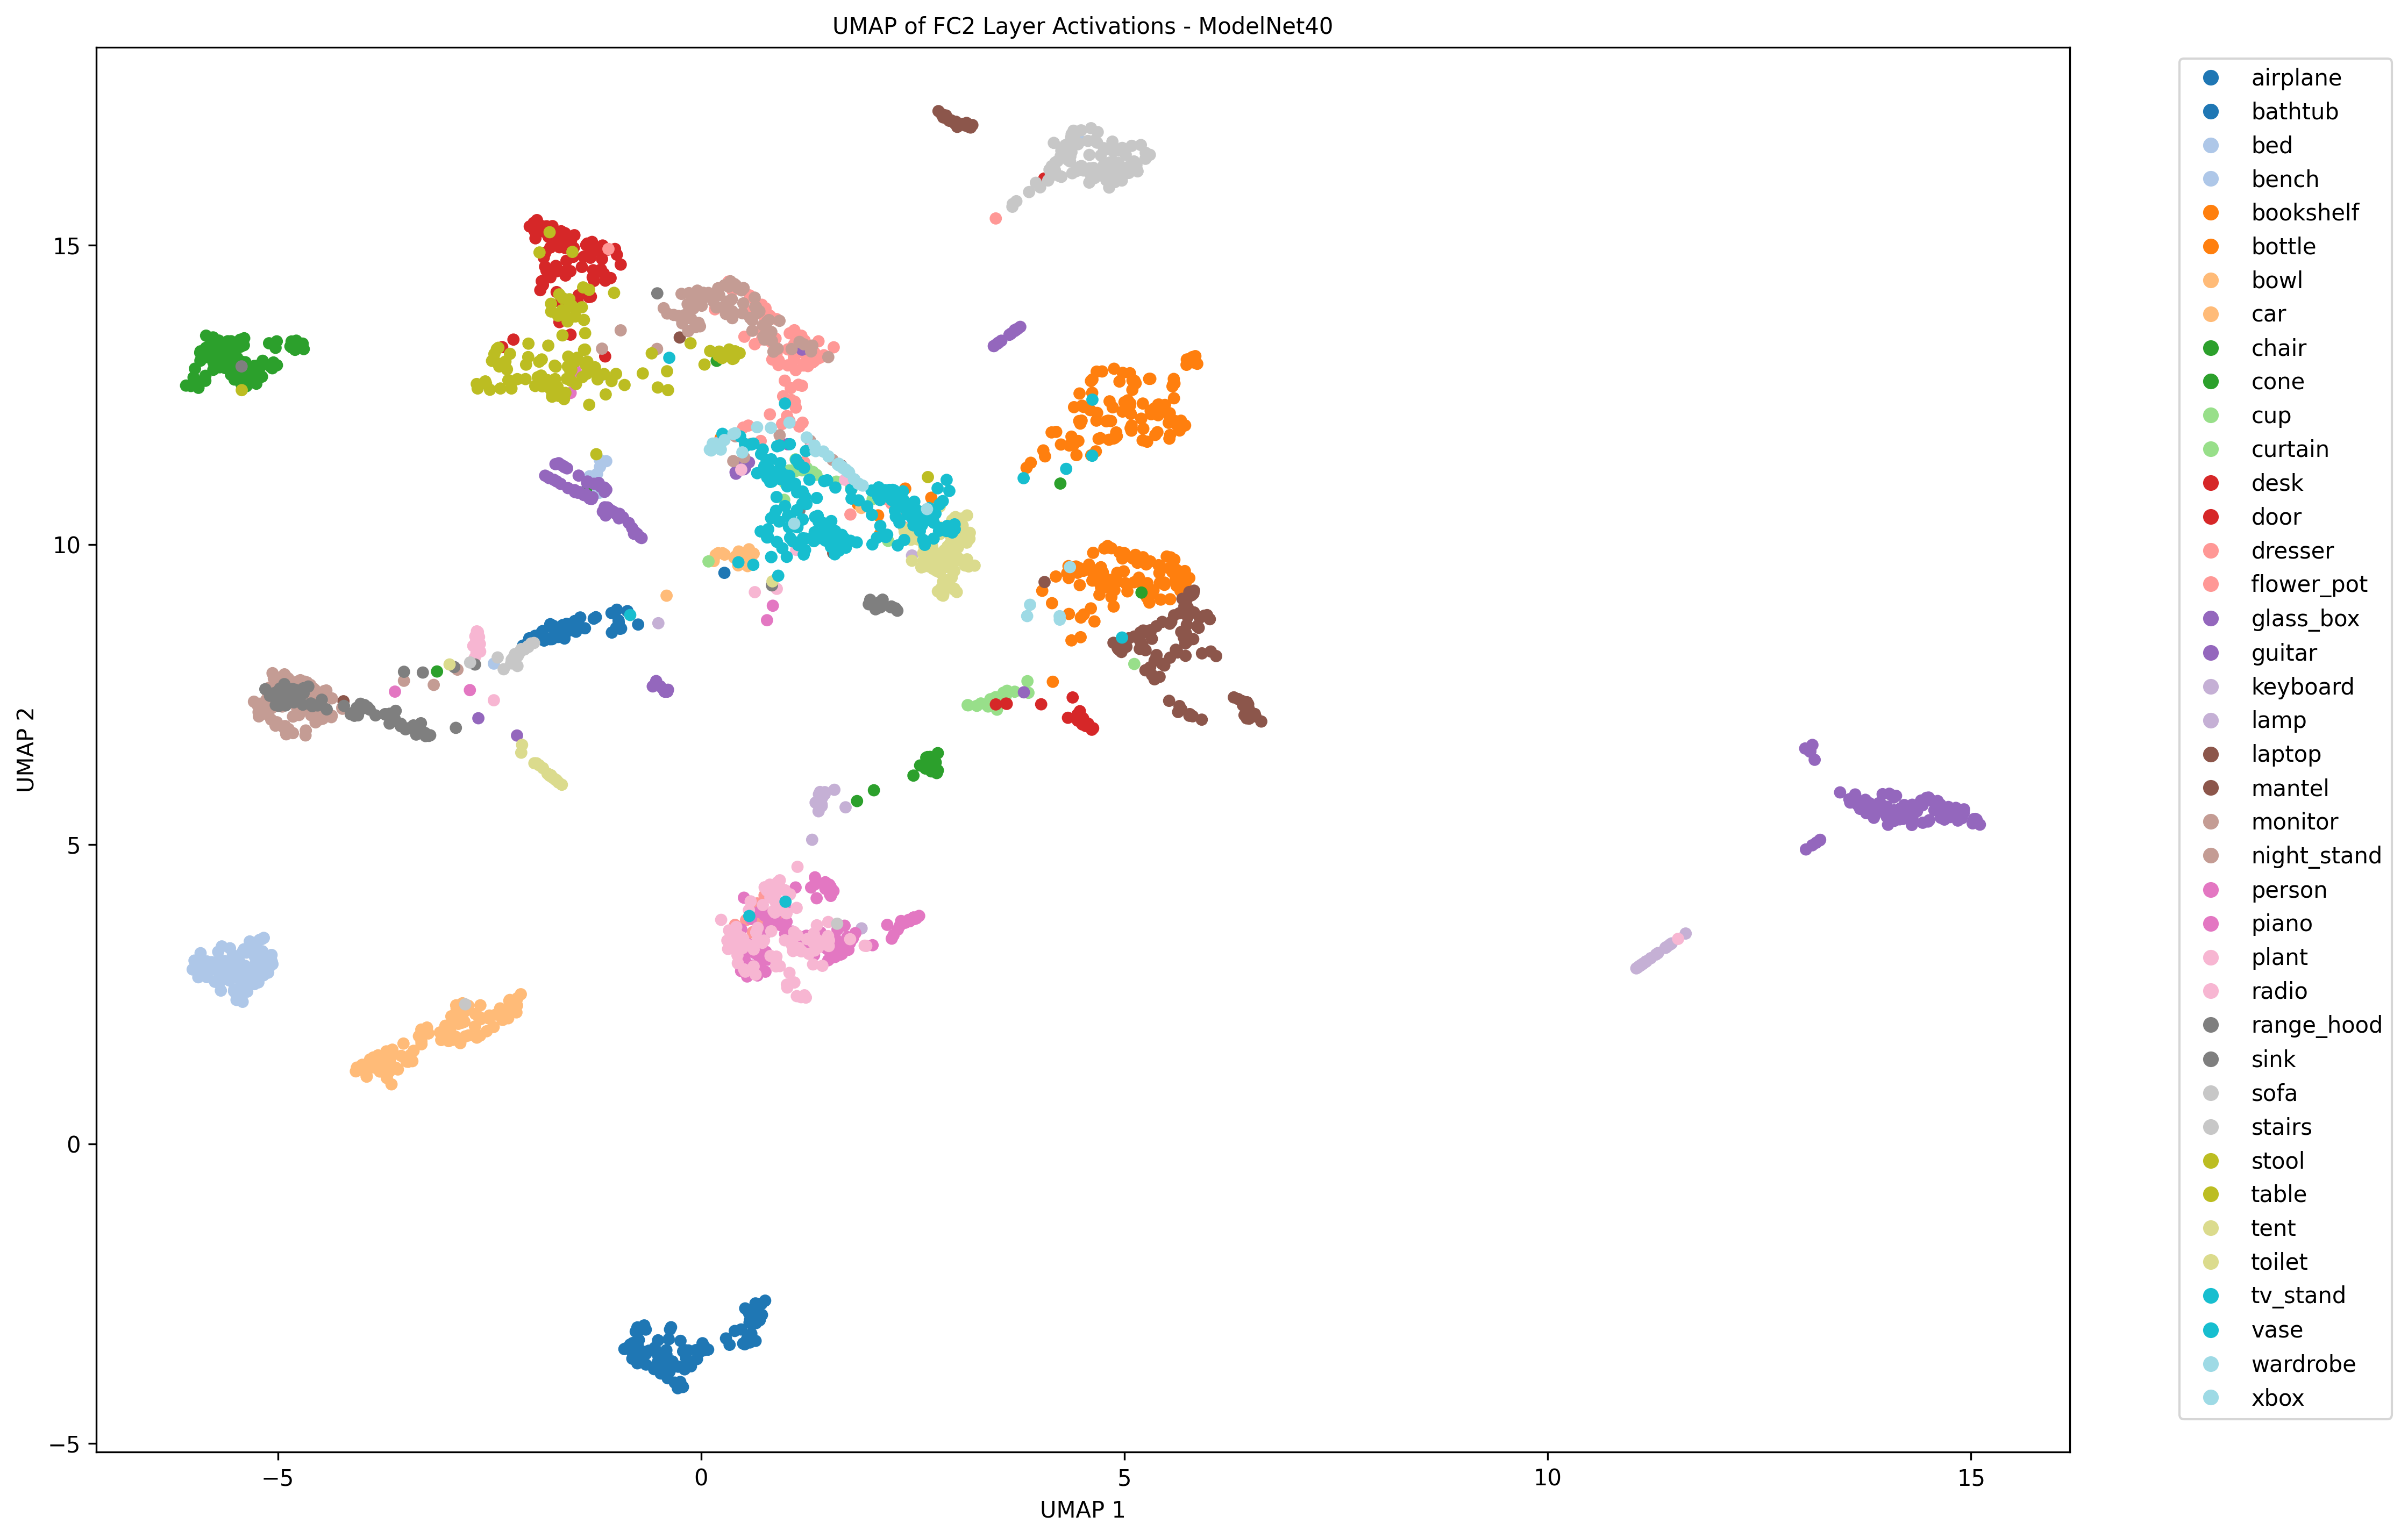 UMAP of FC2 Layer Activations - ModelNet40
15
10
5
0
−5
UMAP 2
−5
0
5
10
15
UMAP 1
airplane
bathtub
bed
bench
bookshelf
bottle
bowl
car
chair
cone
cup
curtain
desk
door
dresser
flower_pot
glass_box
guitar
keyboard
lamp
laptop
mantel
monitor
night_stand
person
piano
plant
radio
range_hood
sink
sofa
stairs
stool
table
tent
toilet
tv_stand
vase
wardrobe
xbox